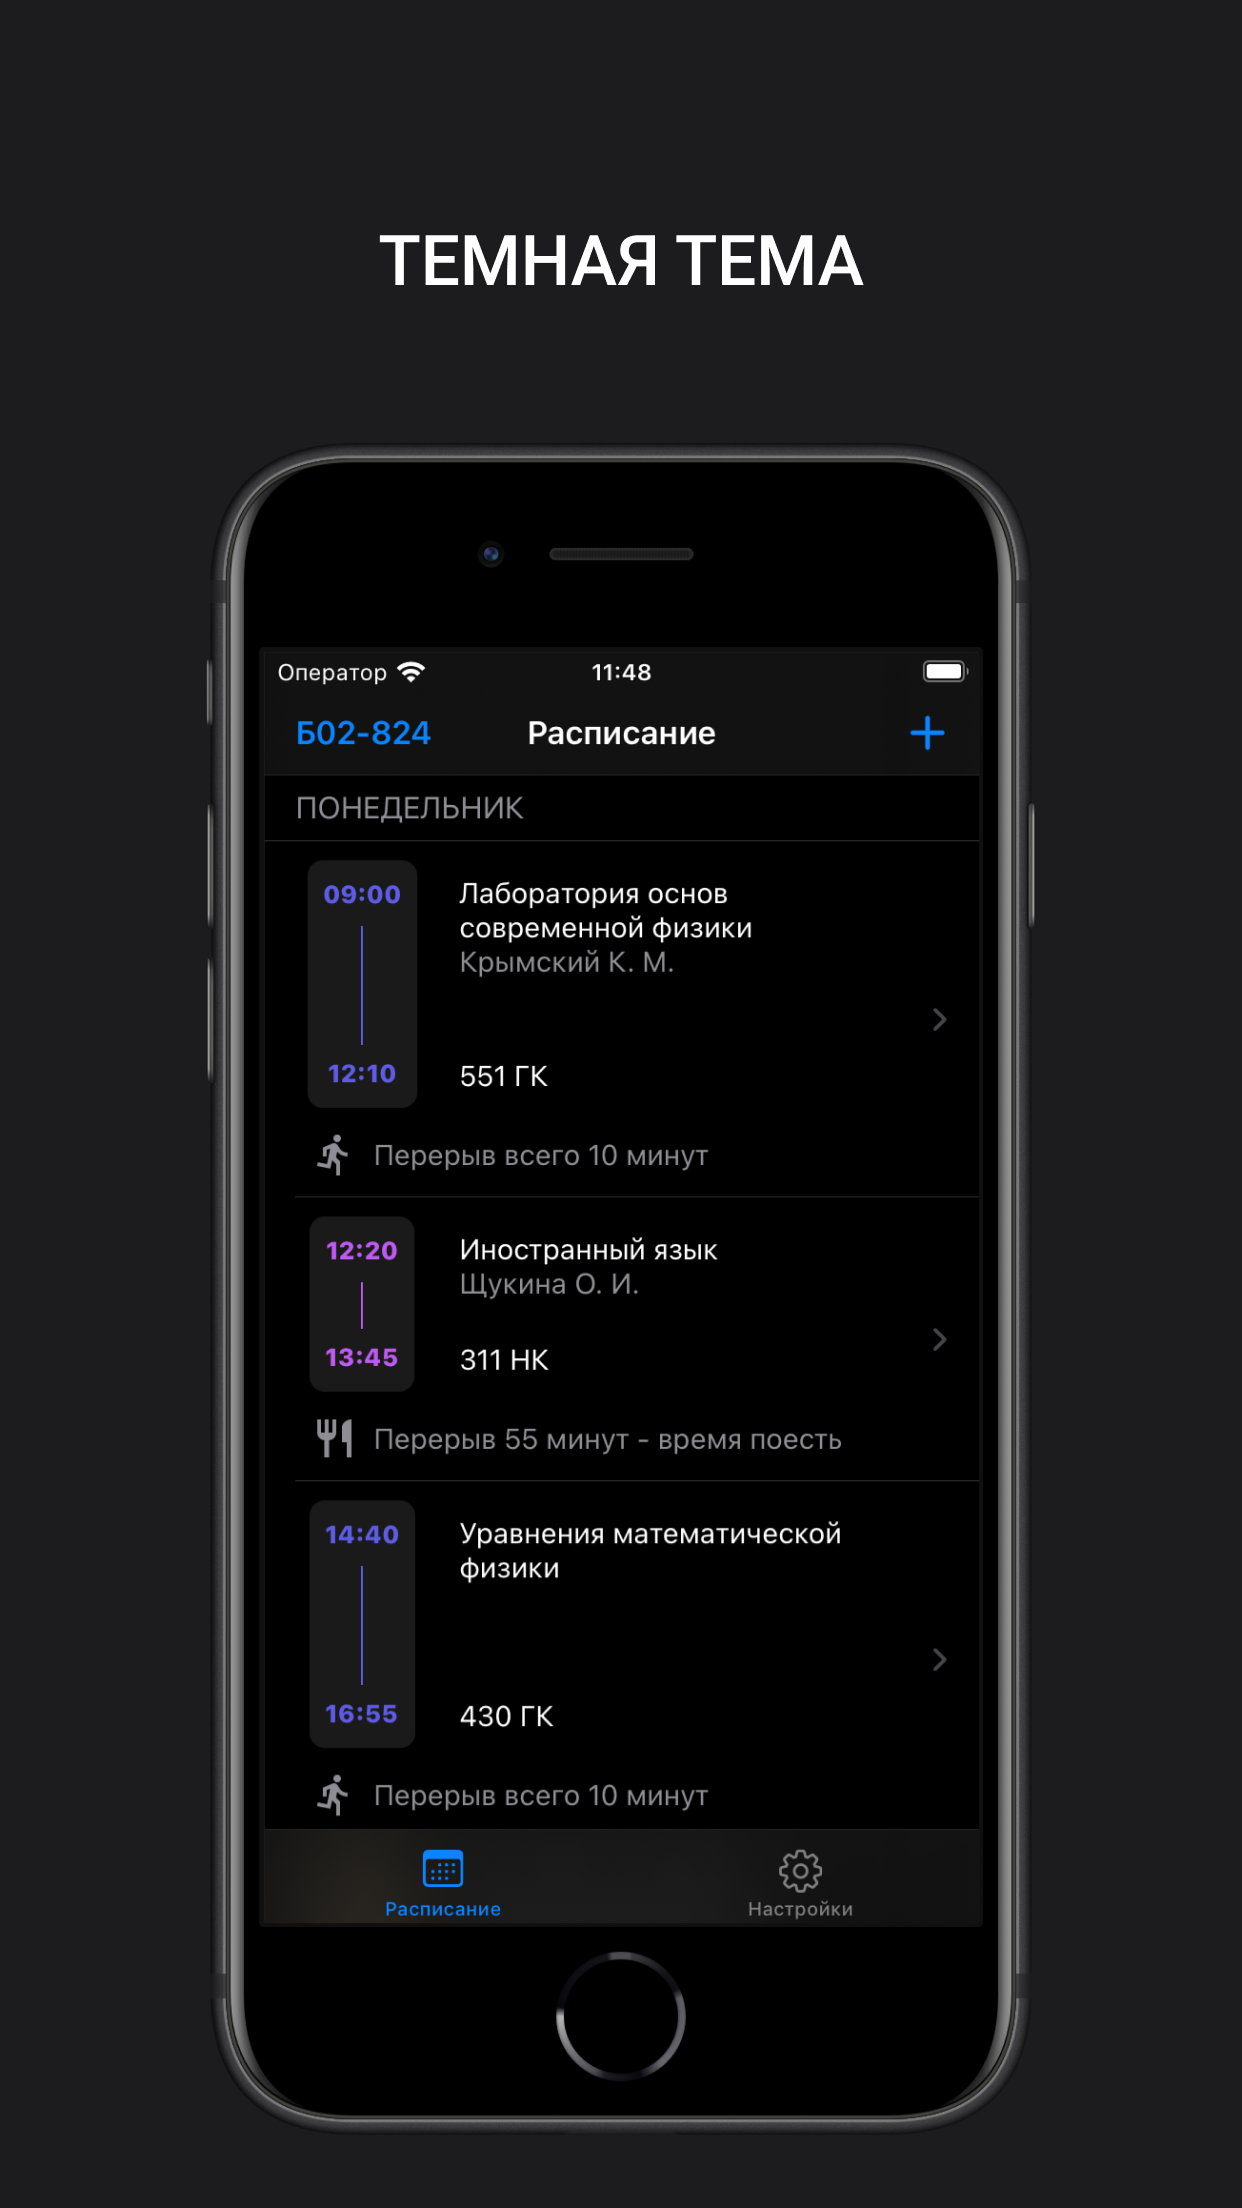 ТЕМНАЯ ТЕМА
Оператор 11:48
Б02-824 Расписание
ПОНЕДЕЛЬНИК
09:00
12:10
Лаборатория основ
современной физики
Крымский К. М.
551 ГК
Перерыв всего 10 минут
12:20
13:45
Иностранный язык
Щукина О. И.
311 НК
Перерыв 55 минут - время поесть
14:40
16:55
Уравнения математической
физики
430 ГК
Перерыв всего 10 минут
Расписание Настройки